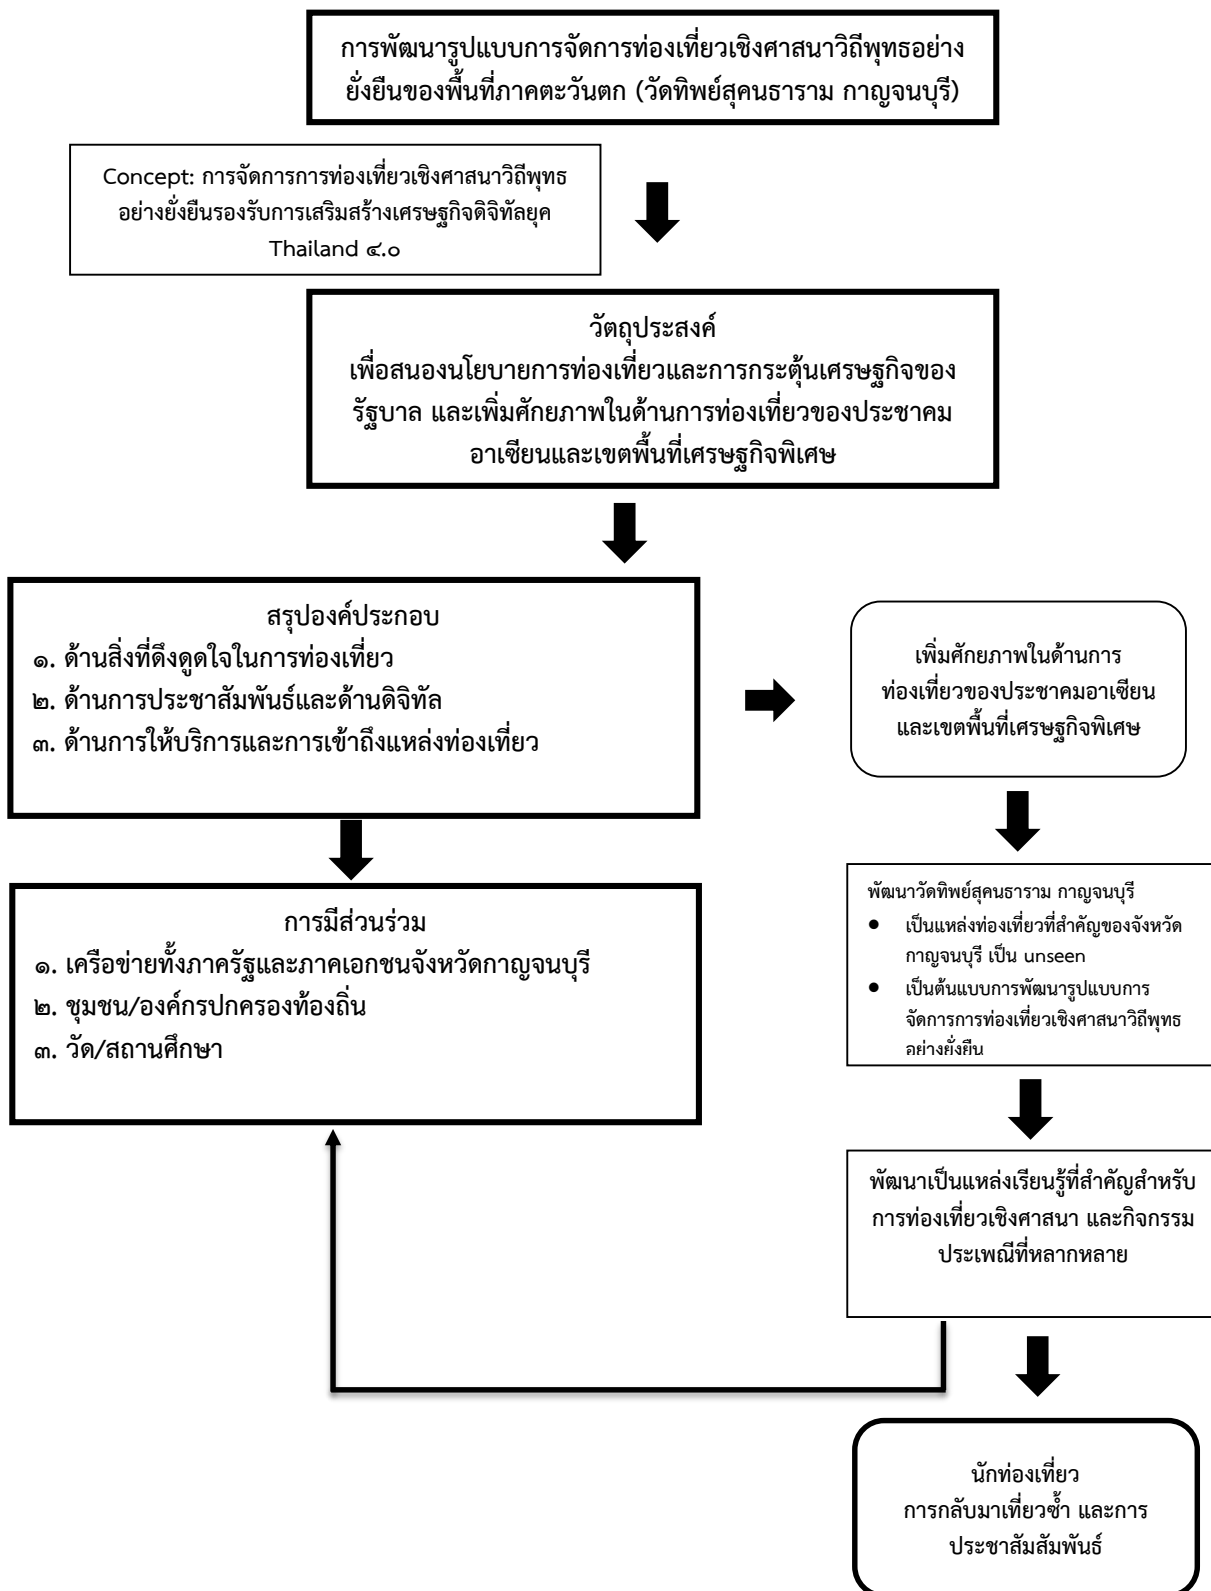 การพัฒนารูปแบบการจัดการท่องเที่ยวเชิงศาสนาวิถีพุทธอย่าง
ยั่งยืนของพื้นที่ภาคตะวันตก (วัดทิพย์สุคนธาราม กาญจนบุรี)
Concept: การจัดการการท่องเที่ยวเชิงศาสนาวิถีพุทธ
อย่างยั่งยืนรองรับการเสริมสร้างเศรษฐกิจดิจิทัลยุค
Thailand ๔.๐
วัตถุประสงค์
เพื่อสนองนโยบายการท่องเที่ยวและการกระตุ้นเศรษฐกิจของ
รัฐบาล และเพิ่มศักยภาพในด้านการท่องเที่ยวของประชาคม
อาเซียนและเขตพื้นที่เศรษฐกิจพิเศษ
สรุปองค์ประกอบ
๑. ด้านสิ่งที่ดึงดูดใจในการท่องเที่ยว
๒. ด้านการประชาสัมพันธ์และด้านดิจิทัล
๓. ด้านการให้บริการและการเข้าถึงแหล่งท่องเที่ยว
เพิ่มศักยภาพในด้านการ
ท่องเที่ยวของประชาคมอาเซียน
และเขตพื้นที่เศรษฐกิจพิเศษ
การมีส่วนร่วม
๑. เครือข่ายทั้งภาครัฐและภาคเอกชนจังหวัดกาญจนบุรี
๒. ชุมชน/องค์กรปกครองท้องถิ่น
๓. วัด/สถานศึกษา
พัฒนาวัดทิพย์สุคนธาราม กาญจนบุรี
● เป็นแหล่งท่องเที่ยวที่สำคัญของจังหวัด
กาญจนบุรี เป็น unseen
● เป็นต้นแบบการพัฒนารูปแบบการ
จัดการการท่องเที่ยวเชิงศาสนาวิถีพุทธ
อย่างยั่งยืน
พัฒนาเป็นแหล่งเรียนรู้ที่สำคัญสำหรับ
การท่องเที่ยวเชิงศาสนา และกิจกรรม
ประเพณีที่หลากหลาย
นักท่องเที่ยว
การกลับมาเที่ยวซ้ำ และการ
ประชาสัมสัมพันธ์